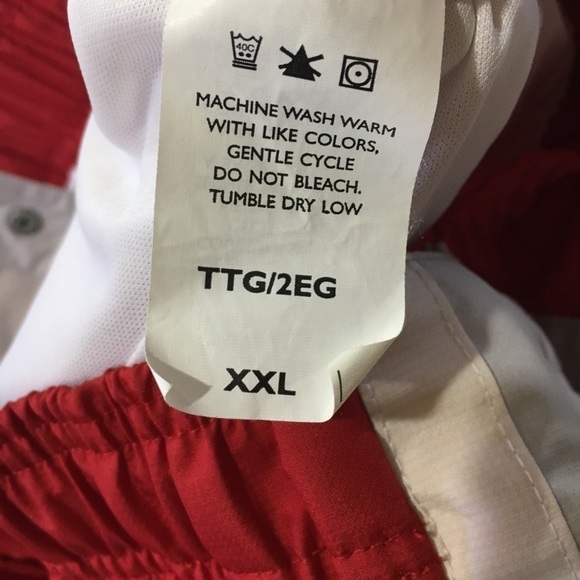 40C
MACHINE WASH WARM
WITH LIKE COLORS,
GENTLE CYCLE
DO NOT BLEACH.
TUMBLE DRY LOW
TTG/2EG
XXL